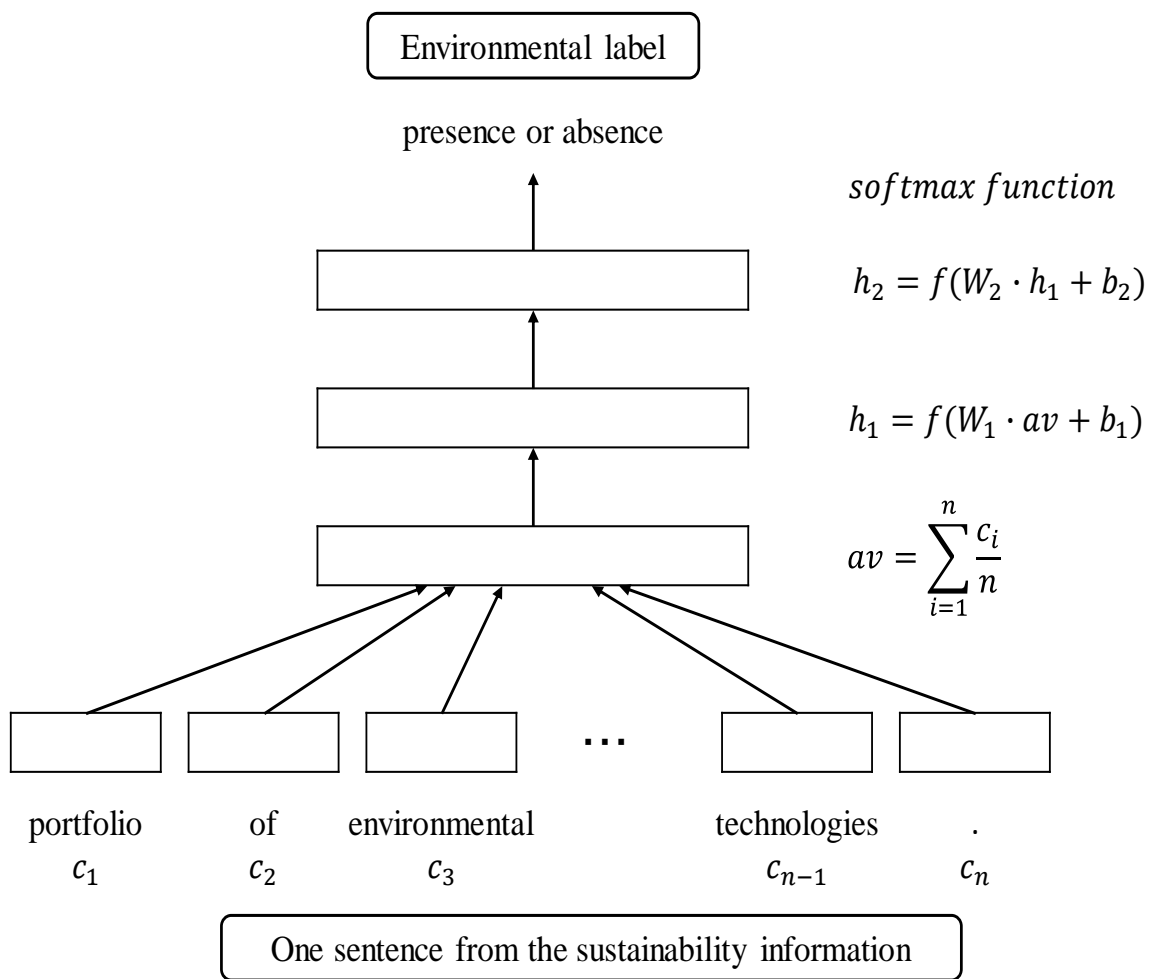 Environmental label
presence or absence
softmax function
h₂ = f(W₂ · h₁ + b₂)
h₁ = f(W₁ · av + b₁)
av = ∑ᵢ₌₁ⁿ cᵢ/n
...
portfolio of environmental technologies .
c₁ c₂ c₃ cₙ₋₁ cₙ
One sentence from the sustainability information